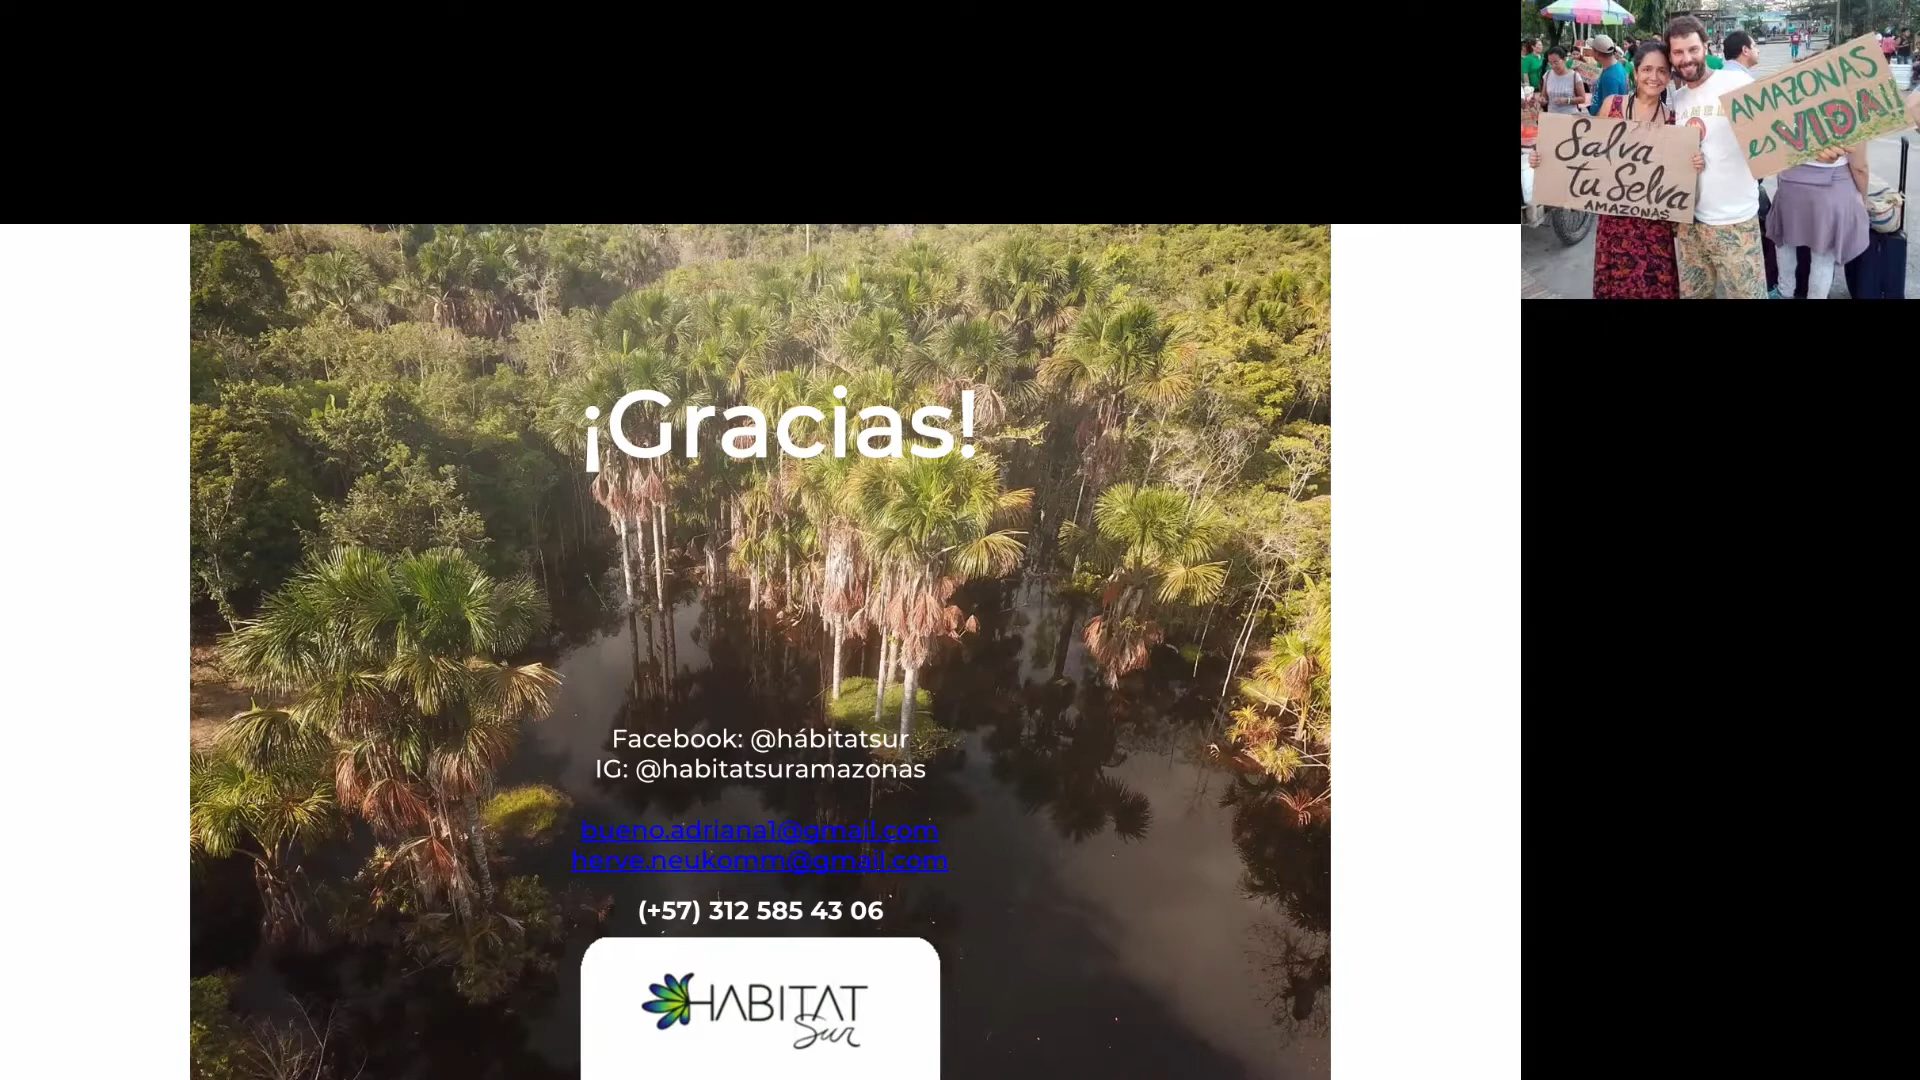 Salva
tu Selva
AMAZONAS
AMAZONAS
es VIDA!!
¡Gracias!
Facebook: @hábitatsur
IG: @habitatsuramazonas
bueno.adriana1@gmail.com
herve.neukomm@gmail.com
(+57) 312 585 43 06
HABITAT
Sur